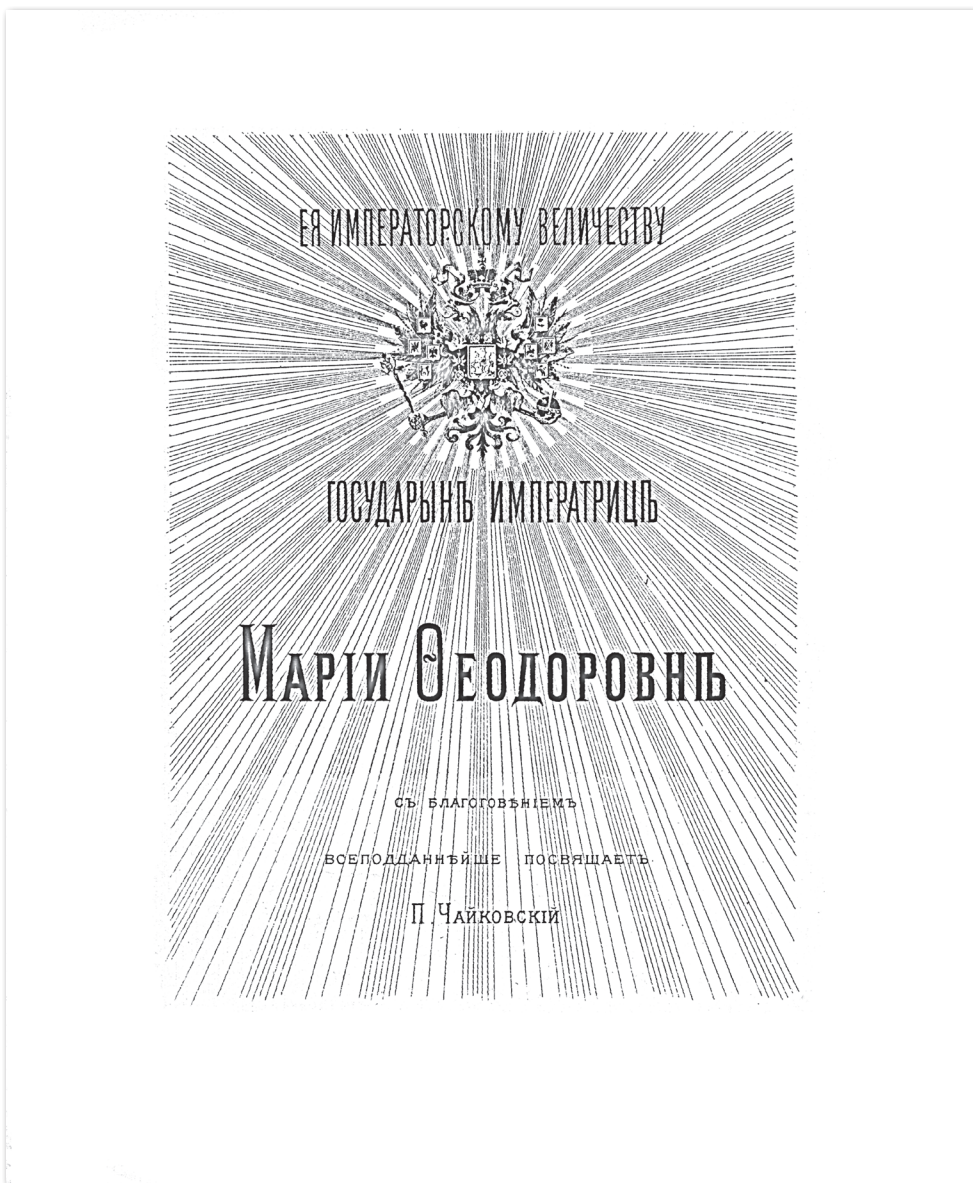 ЕЯ ИМПЕРАТОРСКОМУ ВЕЛИЧЕСТВУ
ГОСУДАРЫНѢ ИМПЕРАТРИЦѢ
МАРІИ ѲЕОДОРОВНѢ
СЪ БЛАГОГОВѢНІЕМЪ
ВСЕПОДДАННѢЙШЕ ПОСВЯЩАЕТЪ
П. ЧАЙКОВСКІЙ